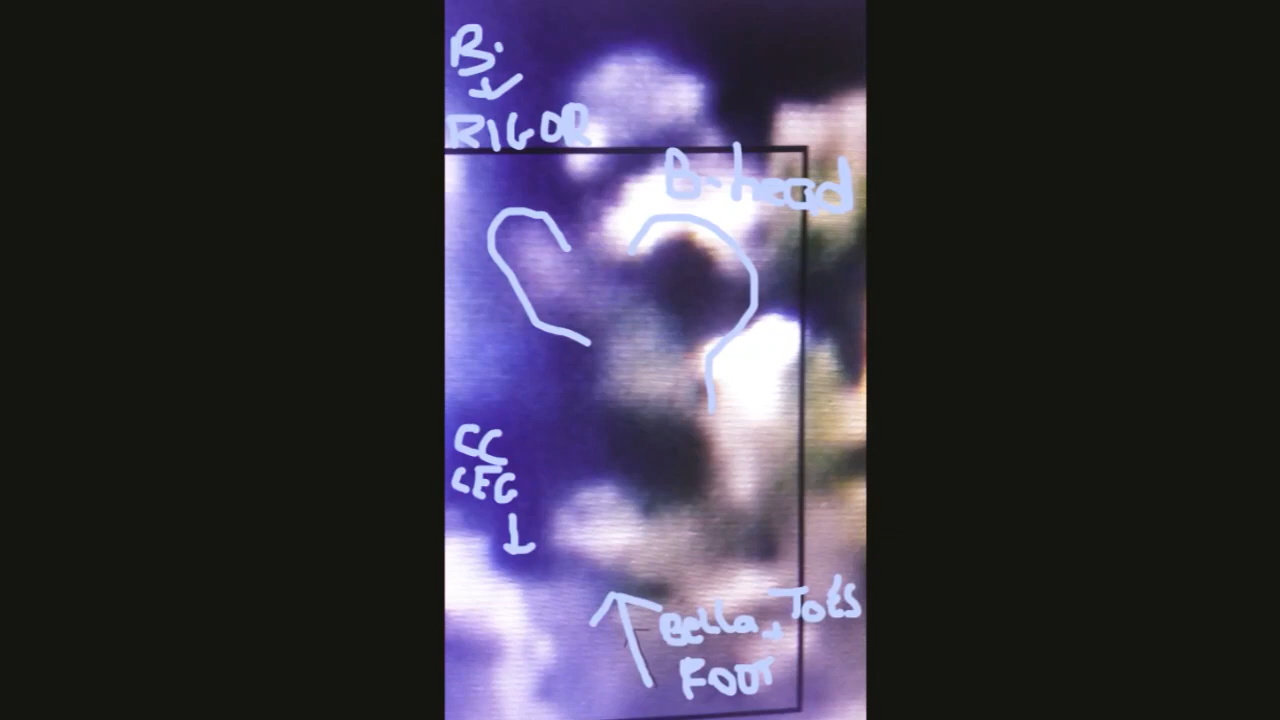 B.
RIGOR
B. head
CC
LEG
Bella Toes
FOOT